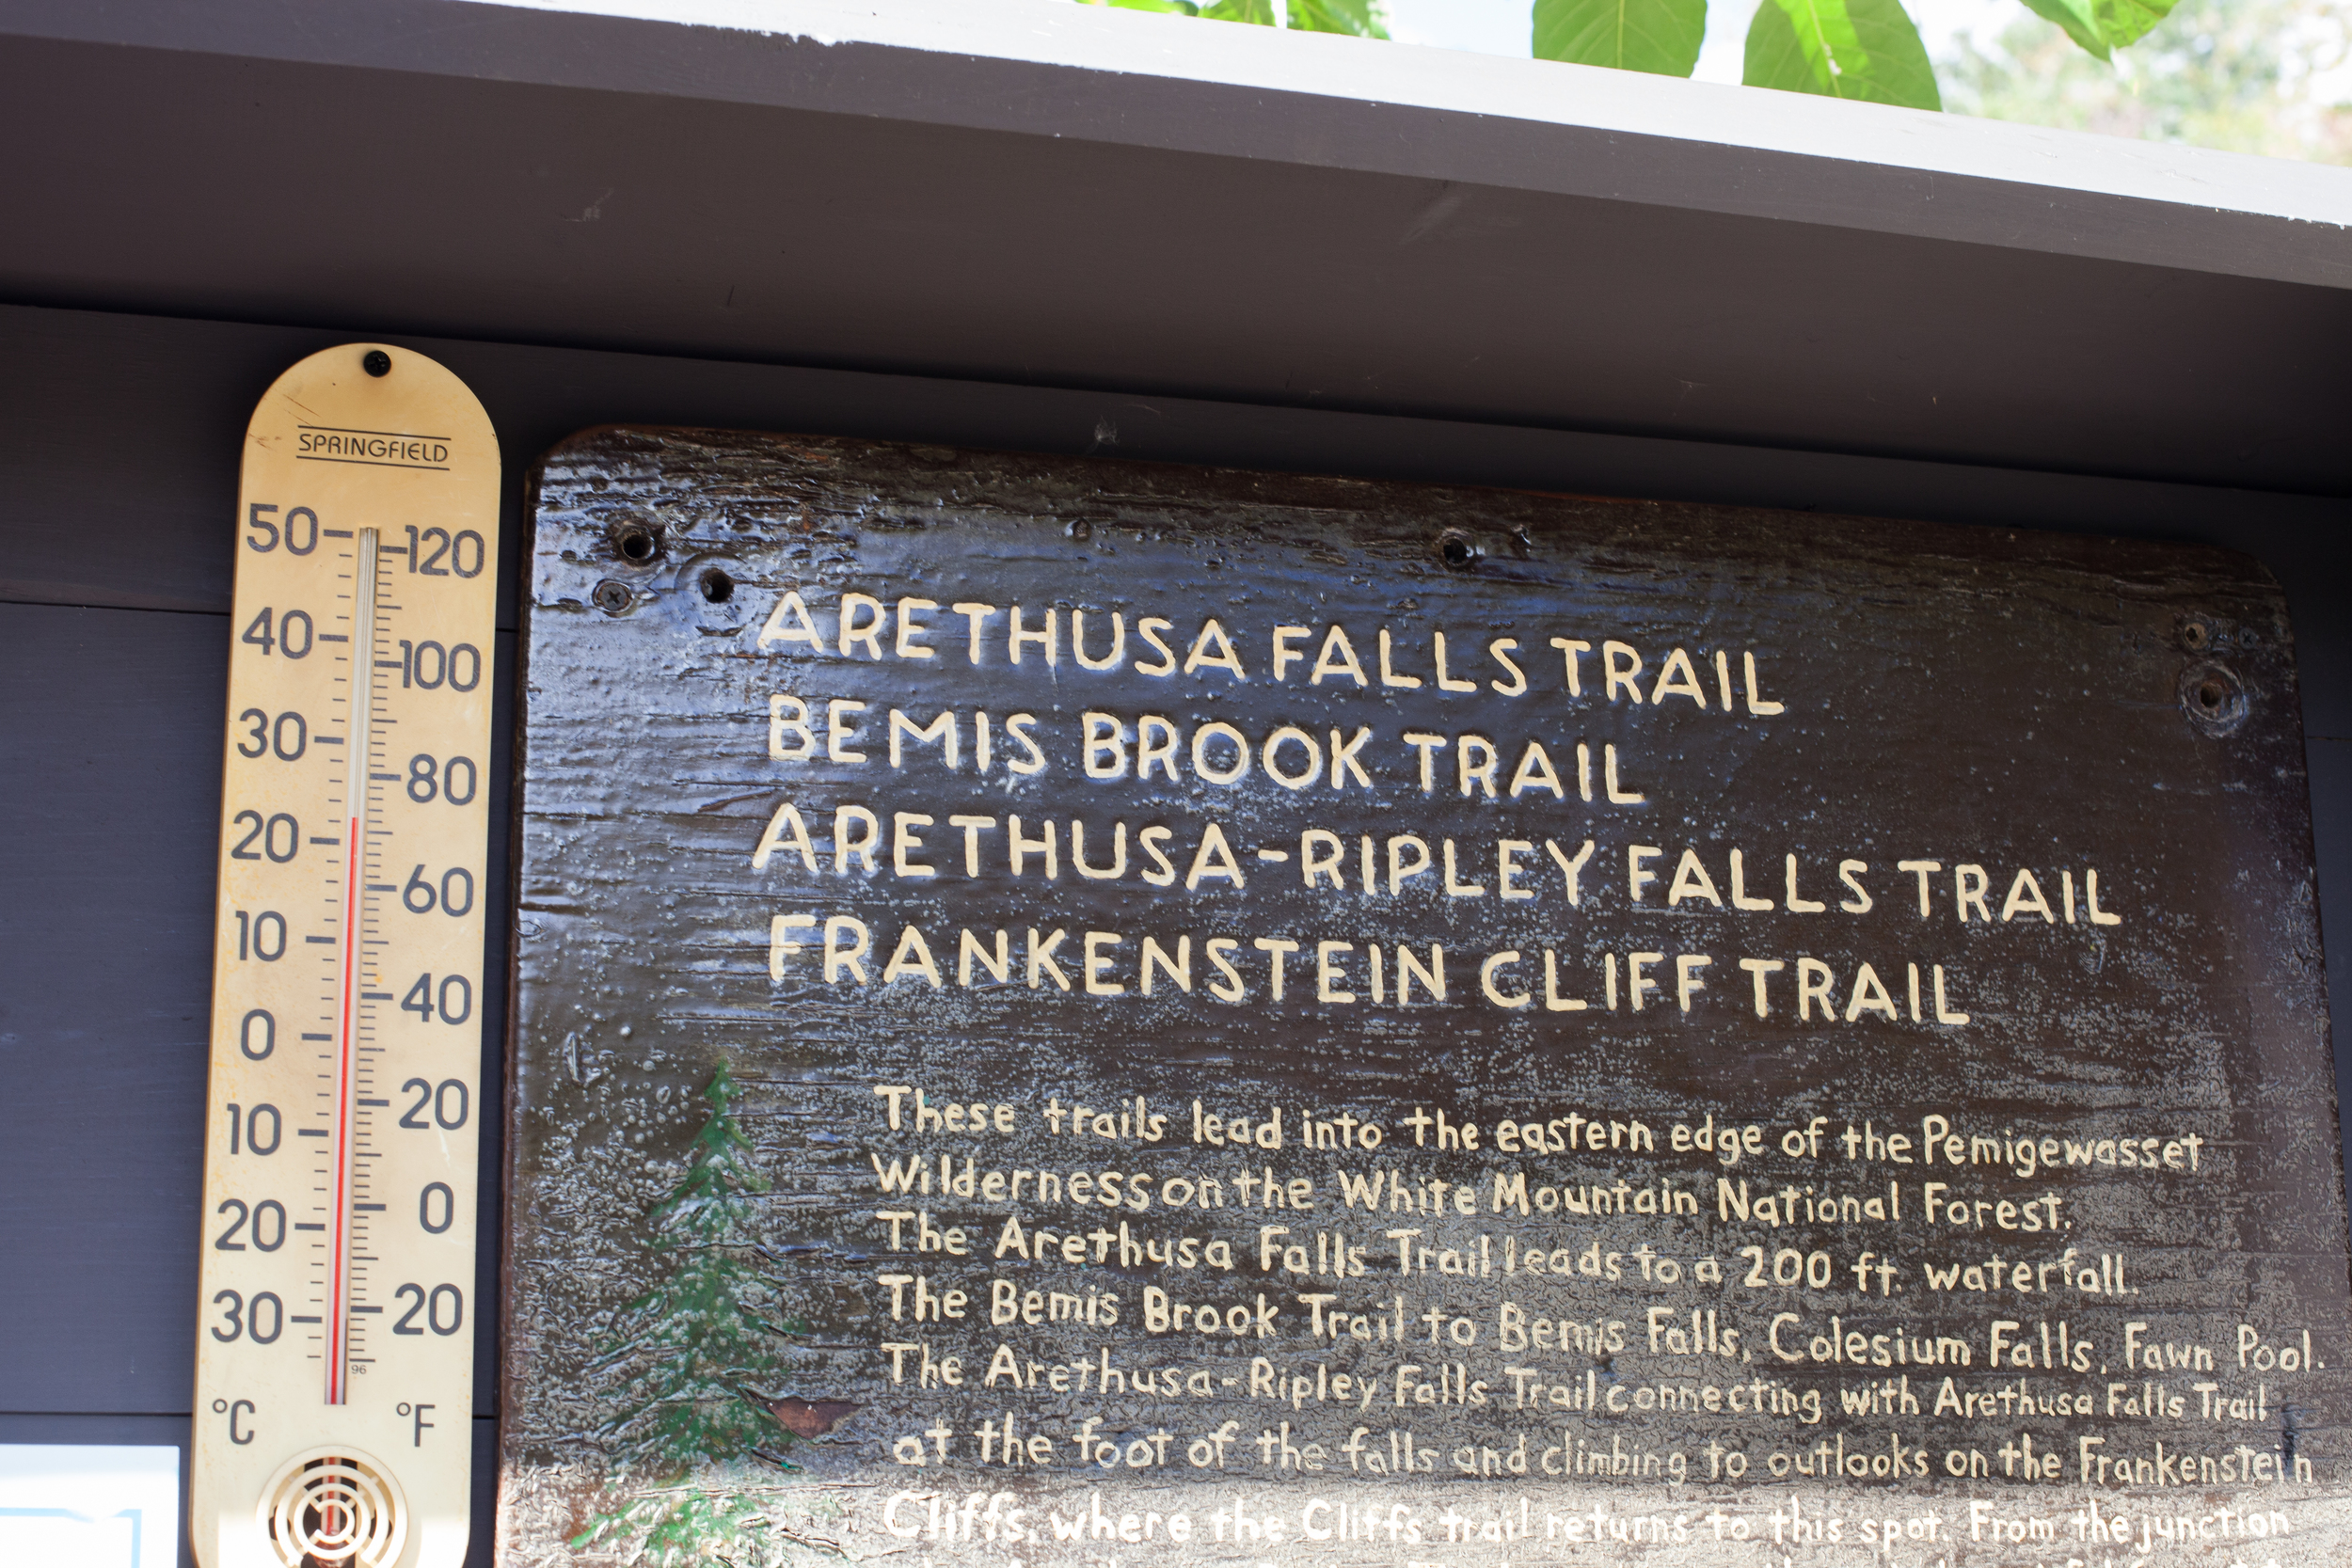 SPRINGFIELD
50 120
40 100
30 80
20 60
10 40
0 20
10 0
20 20
30
96
°C °F
ARETHUSA FALLS TRAIL
BEMIS BROOK TRAIL
ARETHUSA-RIPLEY FALLS TRAIL
FRANKENSTEIN CLIFF TRAIL
These trails lead into the eastern edge of the Pemigewasset
Wilderness on the White Mountain National Forest.
The Arethusa Falls Trail leads to a 200 ft. waterfall.
The Bemis Brook Trail to Bemis Falls, Colesium Falls, Fawn Pool.
The Arethusa-Ripley Falls Trail connecting with Arethusa Falls Trail
at the foot of the falls and climbing to outlooks on the Frankenstein
Cliffs, where the Cliffs trail returns to this spot. From the junction